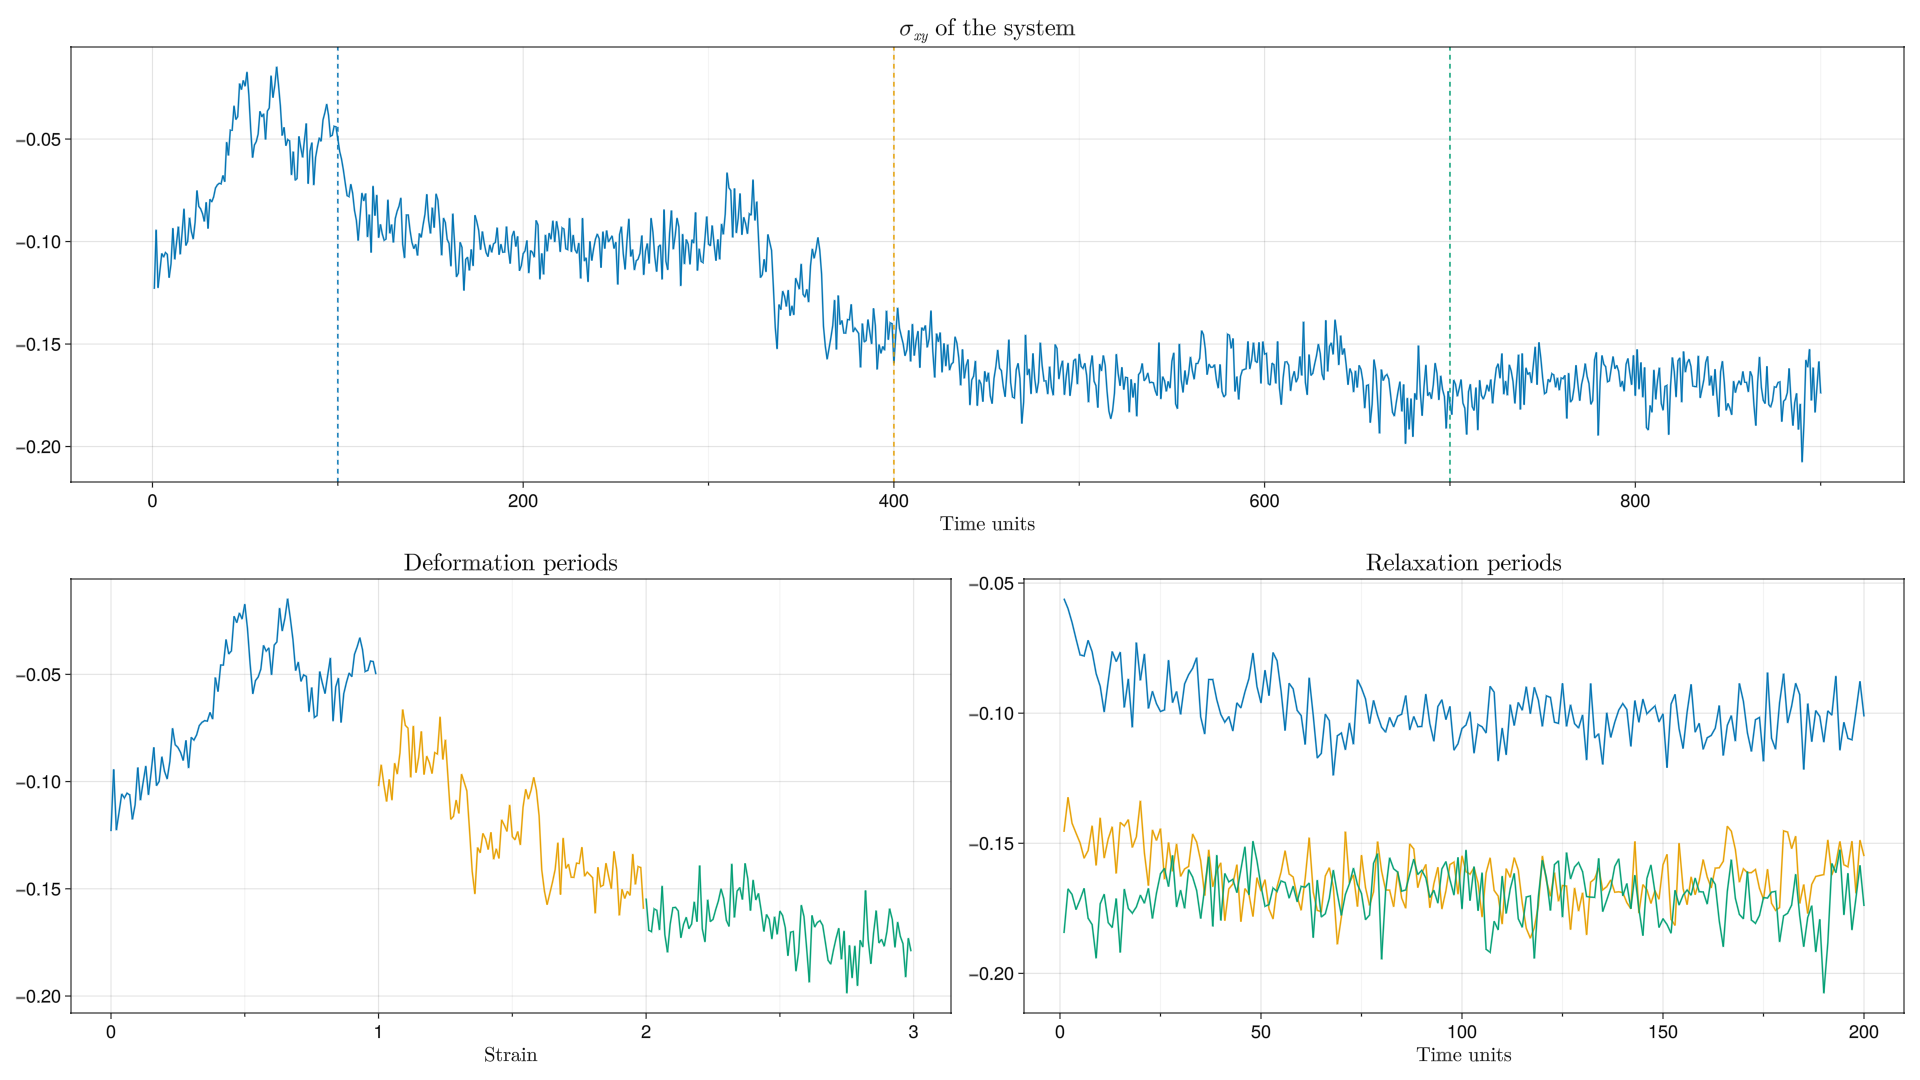 σxy of the system
−0.05
−0.10
−0.15
−0.20
0 200 400 600 800
Time units
Deformation periods
−0.05
−0.10
−0.15
−0.20
0 1 2 3
Strain
Relaxation periods
−0.05
−0.10
−0.15
−0.20
0 50 100 150 200
Time units